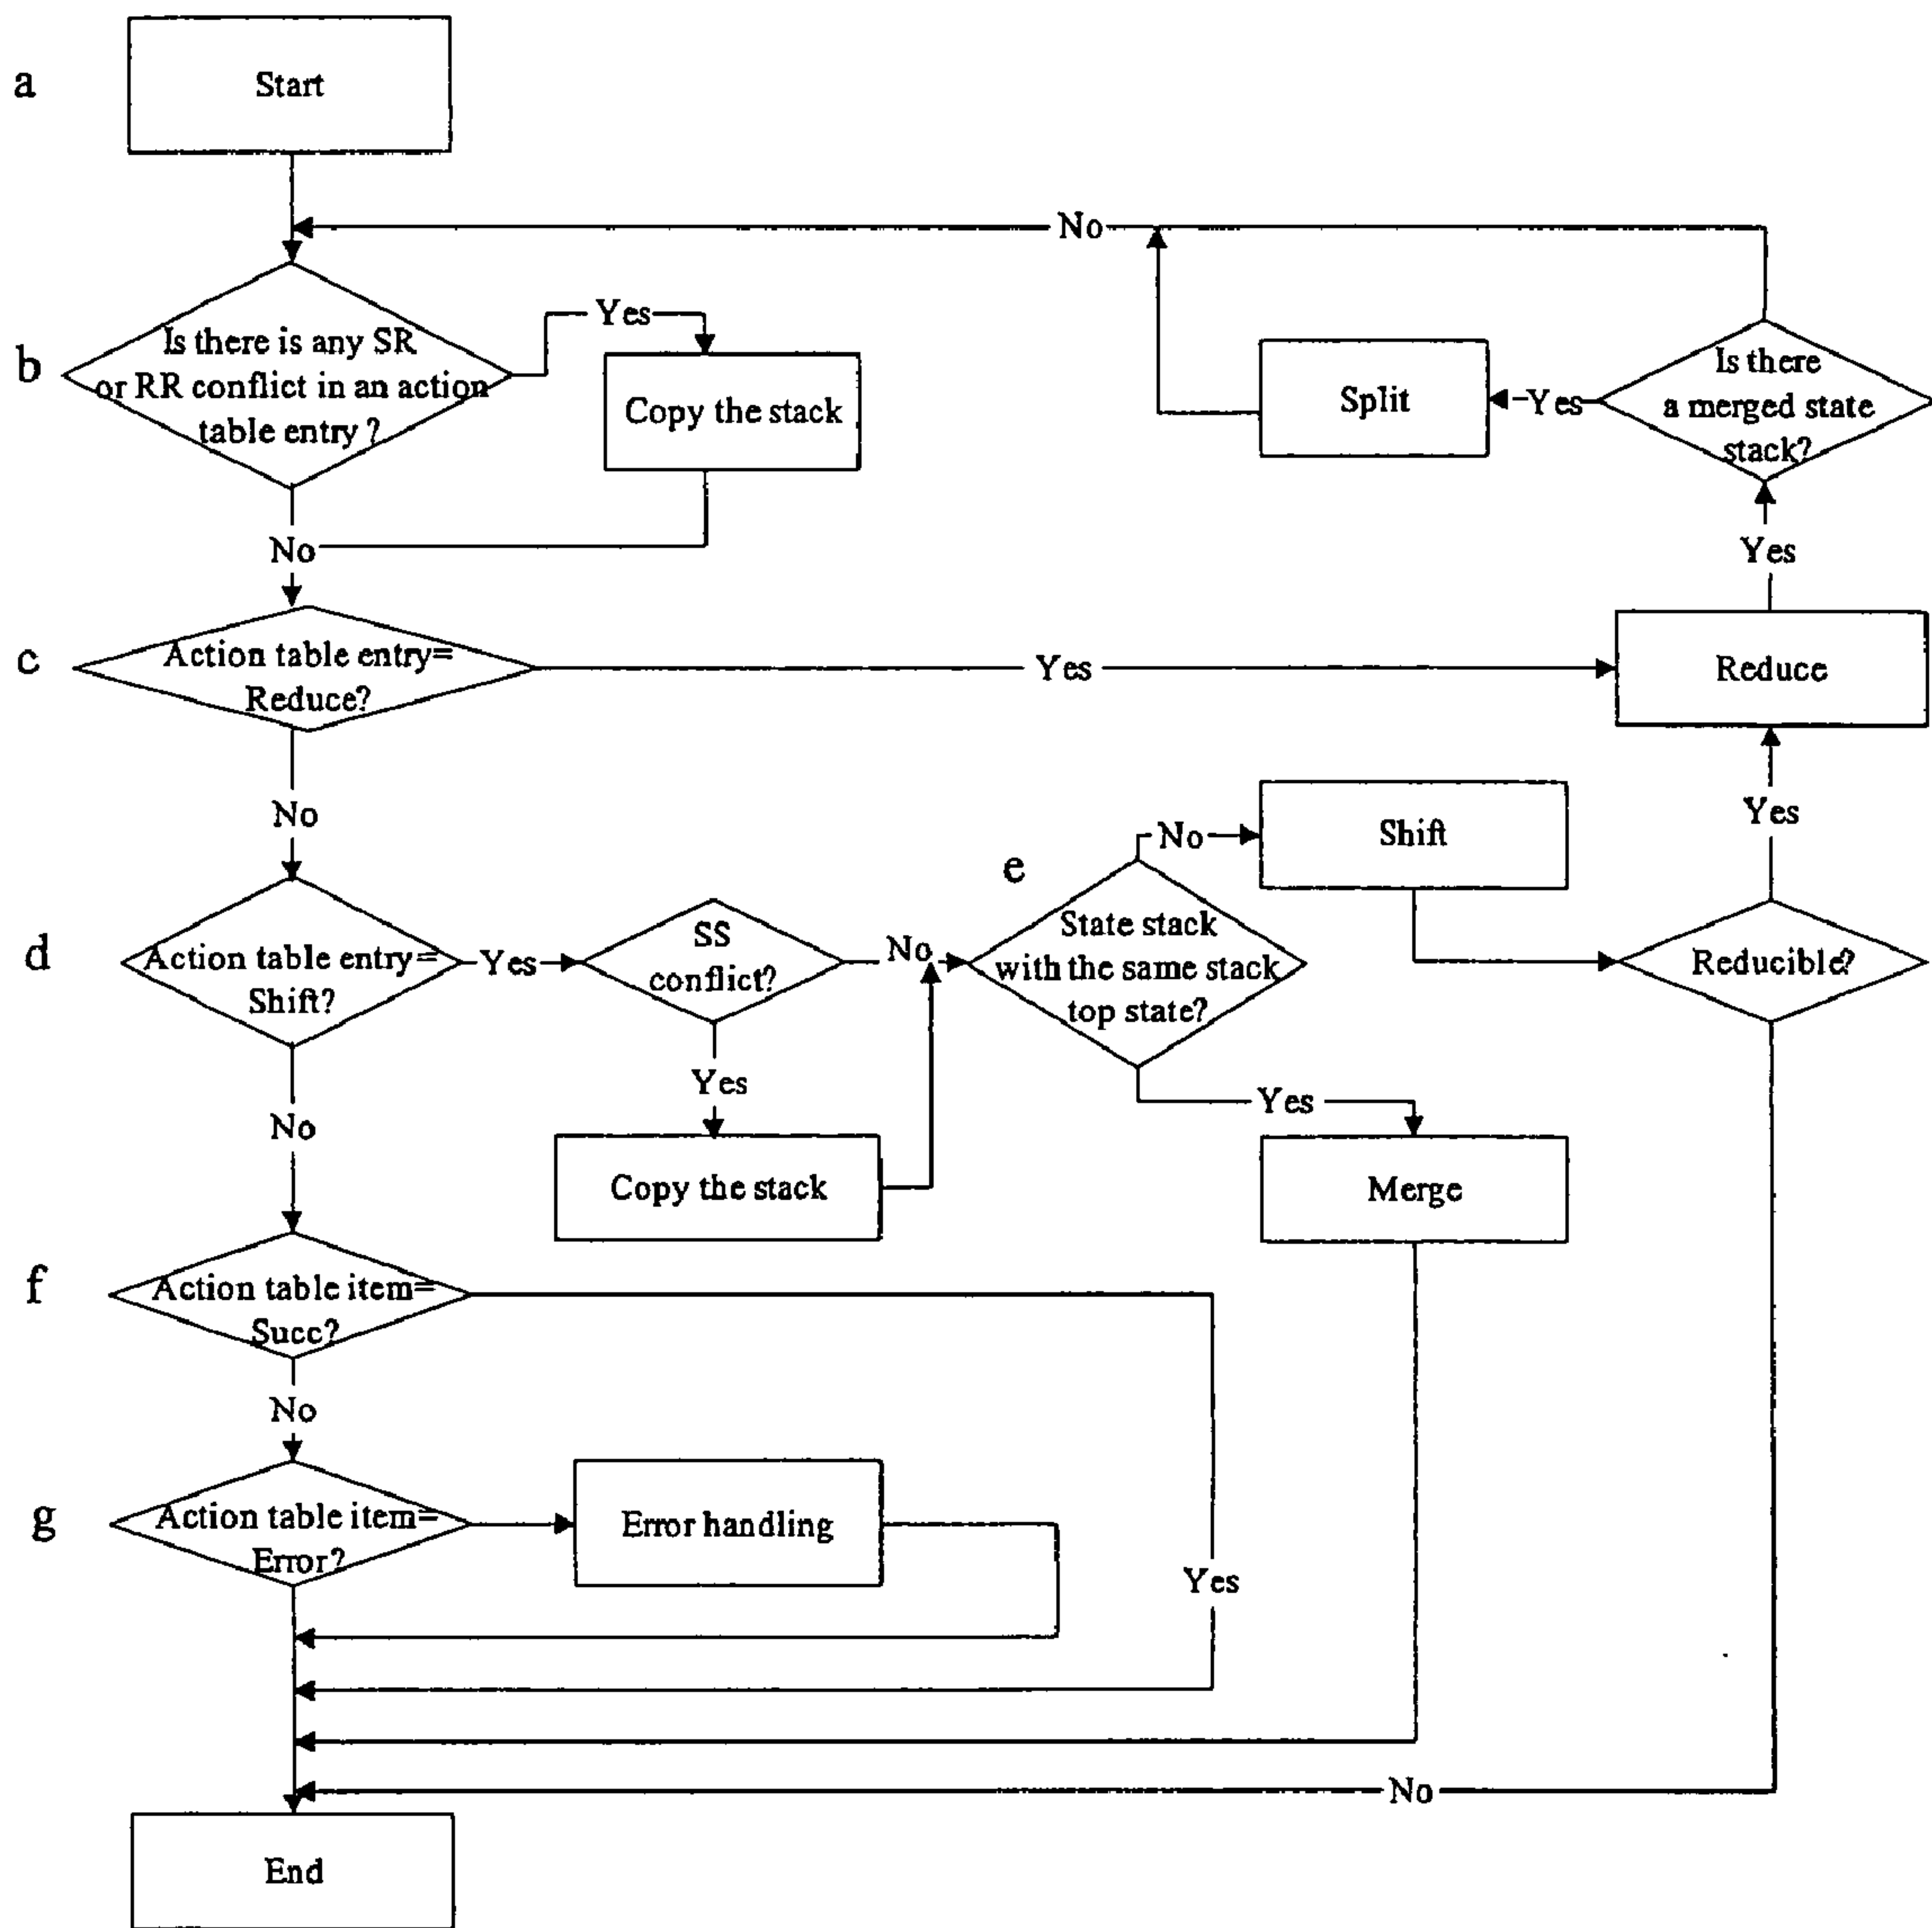 a
Start
No
b
Is there is any SR
or RR conflict in an action
table entry ?
Yes
Copy the stack
Split
Yes
Is there
a merged state
stack?
No
Yes
c
Action table entry=
Reduce?
Yes
Reduce
No
Yes
No
Shift
e
d
Action table entry=
Shift?
Yes
SS
conflict?
No
State stack
with the same stack
top state?
Reducible?
Yes
Yes
No
Copy the stack
Merge
f
Action table item=
Succ?
No
g
Action table item=
Error?
Error handling
Yes
No
End